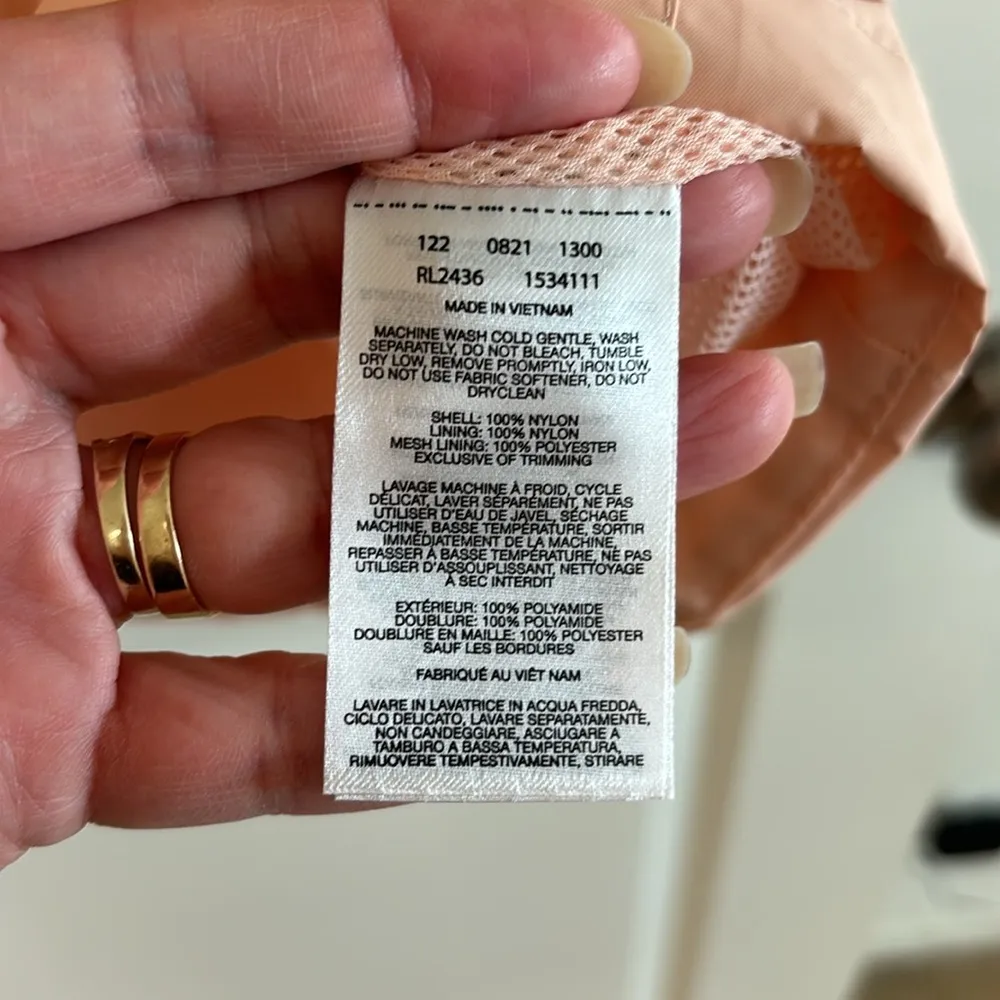 122 0821 1300
RL2436 1534111
MADE IN VIETNAM
MACHINE WASH COLD GENTLE, WASH
SEPARATELY, DO NOT BLEACH, TUMBLE
DRY LOW, REMOVE PROMPTLY, IRON LOW,
DO NOT USE FABRIC SOFTENER, DO NOT
DRYCLEAN
SHELL: 100% NYLON
LINING: 100% NYLON
MESH LINING: 100% POLYESTER
EXCLUSIVE OF TRIMMING
LAVAGE MACHINE À FROID, CYCLE
DÉLICAT, LAVER SÉPARÉMENT, NE PAS
UTILISER D'EAU DE JAVEL, SÉCHAGE
MACHINE, BASSE TEMPÉRATURE, SORTIR
IMMÉDIATEMENT DE LA MACHINE,
REPASSER À BASSE TEMPÉRATURE, NE PAS
UTILISER D'ASSOUPLISSANT, NETTOYAGE
À SEC INTERDIT
EXTÉRIEUR: 100% POLYAMIDE
DOUBLURE: 100% POLYAMIDE
DOUBLURE EN MAILLE: 100% POLYESTER
SAUF LES BORDURES
FABRIQUÉ AU VIÊT NAM
LAVARE IN LAVATRICE IN ACQUA FREDDA,
CICLO DELICATO, LAVARE SEPARATAMENTE,
NON CANDEGGIARE, ASCIUGARE A
TAMBURO A BASSA TEMPERATURA,
RIMUOVERE TEMPESTIVAMENTE, STIRARE